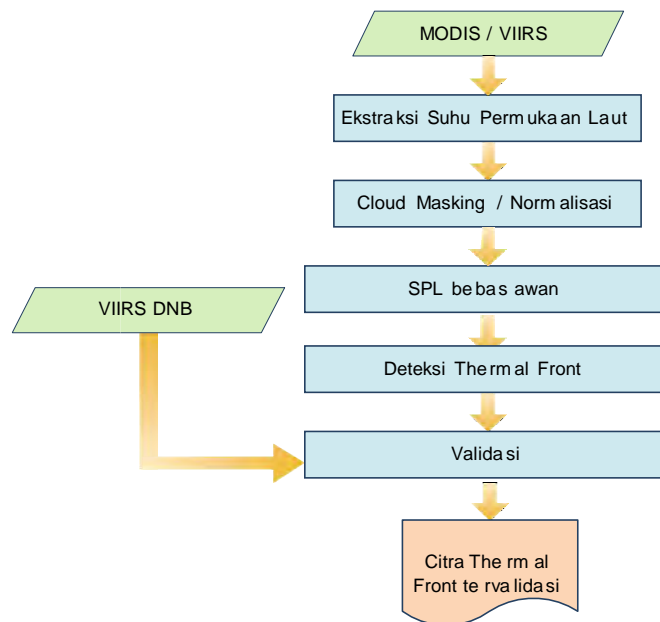 MODIS / VIIRS
Ekstraksi Suhu Permukaan Laut
Cloud Masking / Normalisasi
SPL bebas awan
VIIRS DNB
Deteksi Thermal Front
Validasi
Citra Thermal
Front tervalidasi